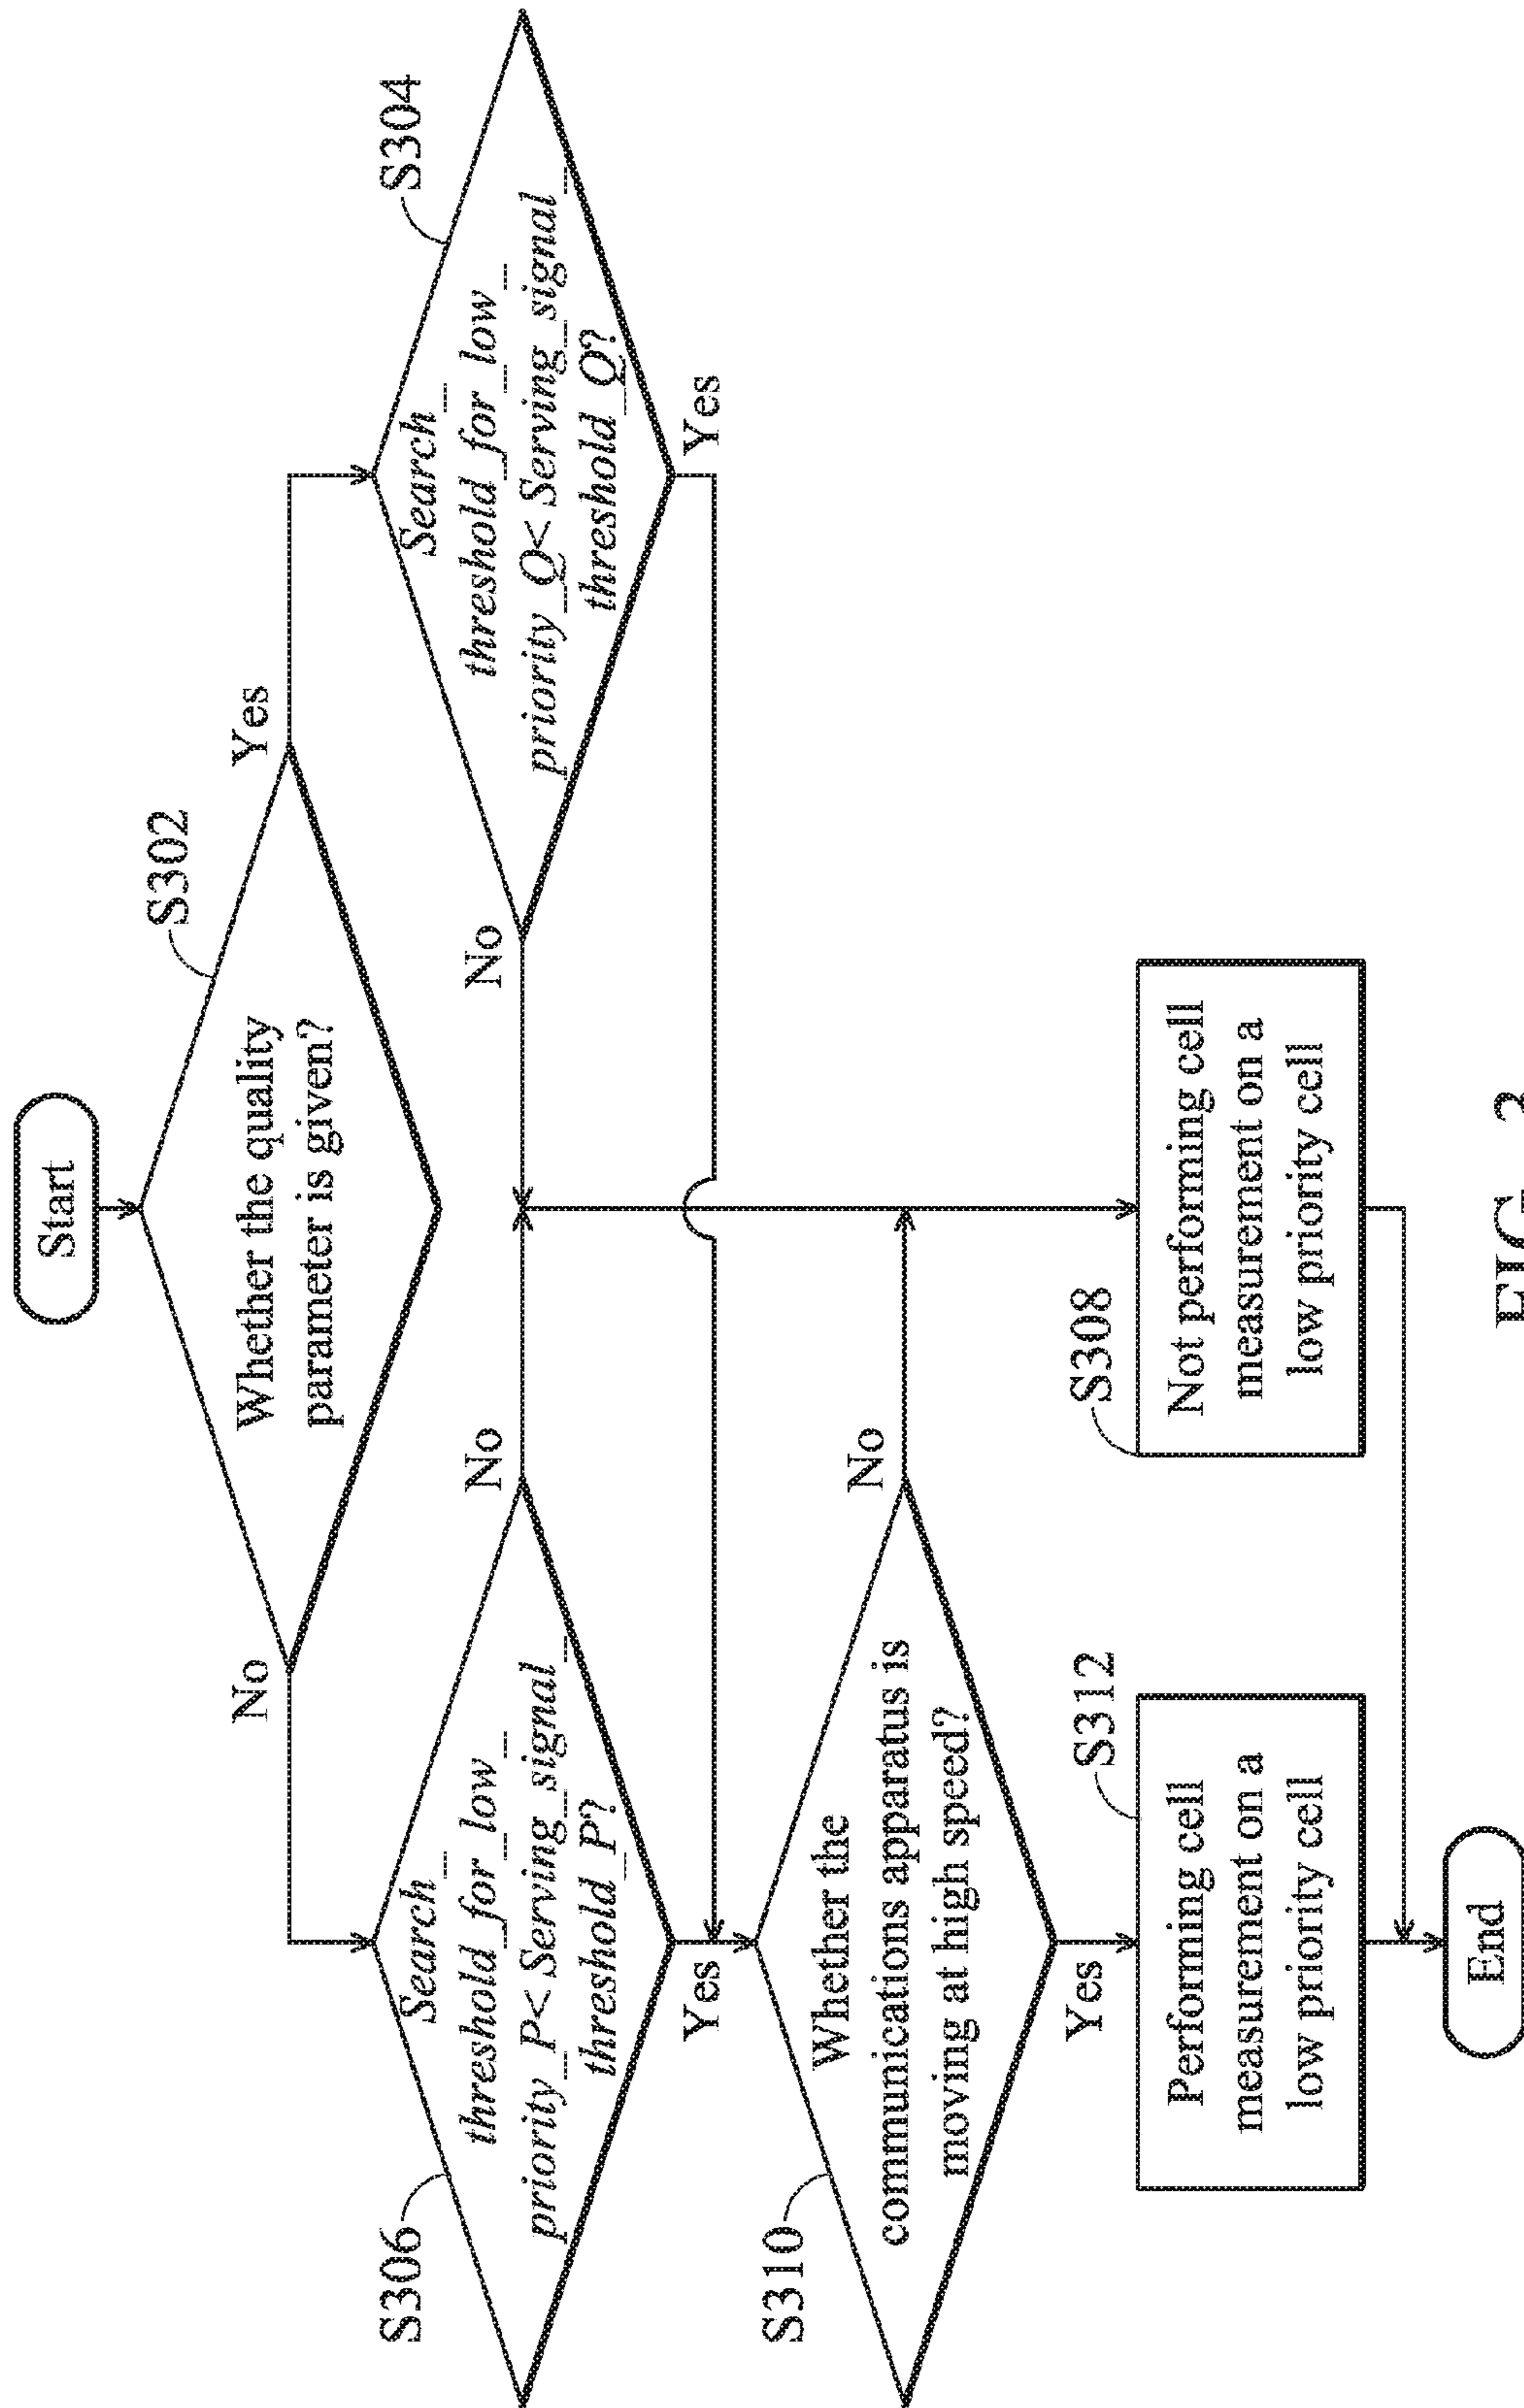 Start
S302
Whether the quality
parameter is given?
No
Yes
S306
Search_
threshold_for_low_
priority_P< Serving_signal_
threshold_P?
No
Yes
S304
Search_
threshold_for_low_
priority_Q< Serving_signal_
threshold_Q?
No
Yes
S310
Whether the
communications apparatus is
moving at high speed?
No
Yes
S312
Performing cell
measurement on a
low priority cell
S308
Not performing cell
measurement on a
low priority cell
End
FIG. 3